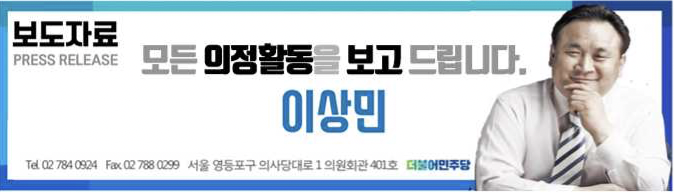 보도자료
PRESS RELEASE
모든 의정활동을 보고 드립니다.
이상민
Tel. 02 784 0924 Fax. 02 788 0299 서울 영등포구 의사당대로 1 의원회관 401호 더불어민주당